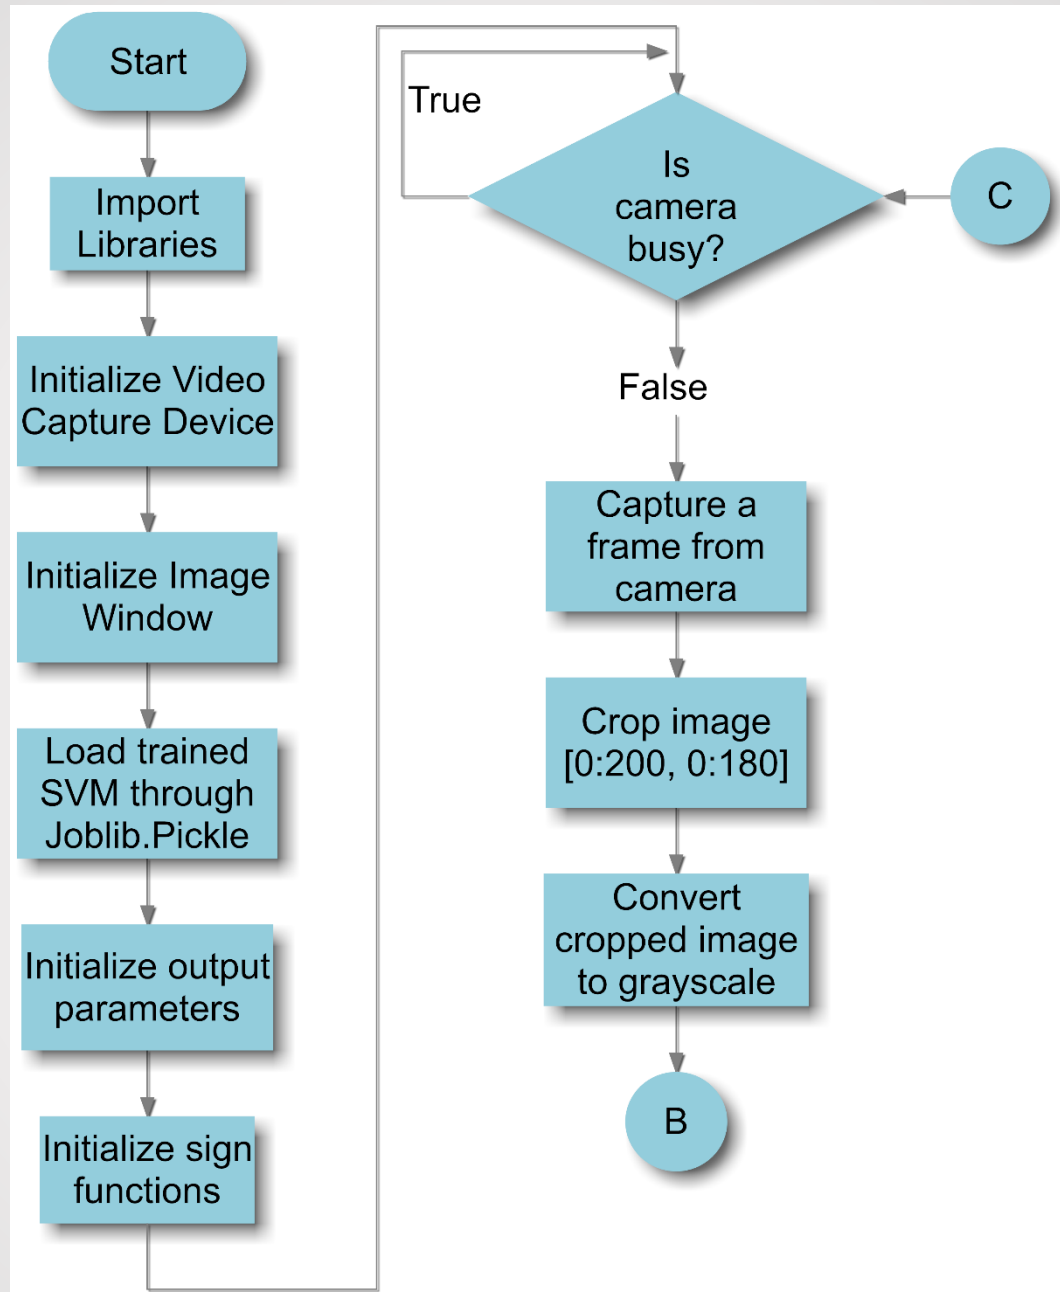 Start
Import
Libraries
Initialize Video
Capture Device
Initialize Image
Window
Load trained
SVM through
Joblib.Pickle
Initialize output
parameters
Initialize sign
functions
True
Is
camera
busy?
C
False
Capture a
frame from
camera
Crop image
[0:200, 0:180]
Convert
cropped image
to grayscale
B